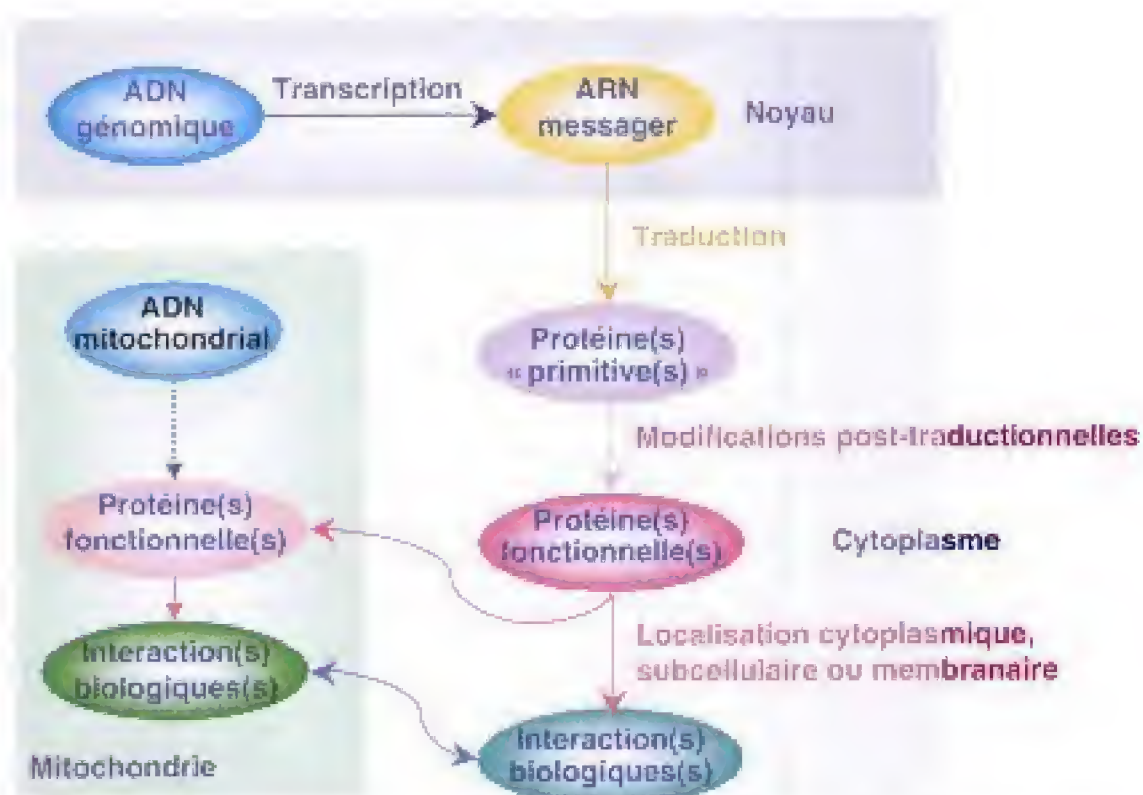 ADN
génomique
Transcription
ARN
messager
Noyau
Traduction
ADN
mitochondrial
Protéine(s)
« primitive(s) »
Modifications post-traductionnelles
Protéine(s)
fonctionnelle(s)
Protéine(s)
fonctionnelle(s)
Cytoplasme
Interaction(s)
biologiques(s)
Localisation cytoplasmique,
subcellulaire ou membranaire
Interaction(s)
biologiques(s)
Mitochondrie